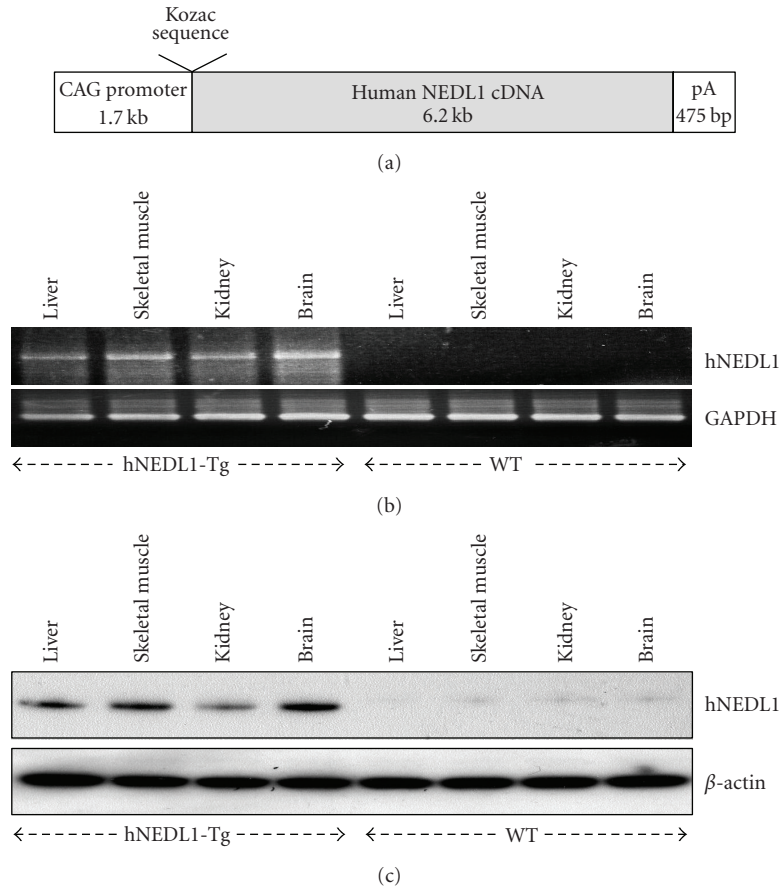 Kozac
sequence
CAG promoter
1.7 kb
Human NEDL1 cDNA
6.2 kb
pA
475 bp
(a)
Liver
Skeletal muscle
Kidney
Brain
Liver
Skeletal muscle
Kidney
Brain
hNEDL1
GAPDH
hNEDL1-Tg
WT
(b)
Liver
Skeletal muscle
Kidney
Brain
Liver
Skeletal muscle
Kidney
Brain
hNEDL1
β-actin
hNEDL1-Tg
WT
(c)